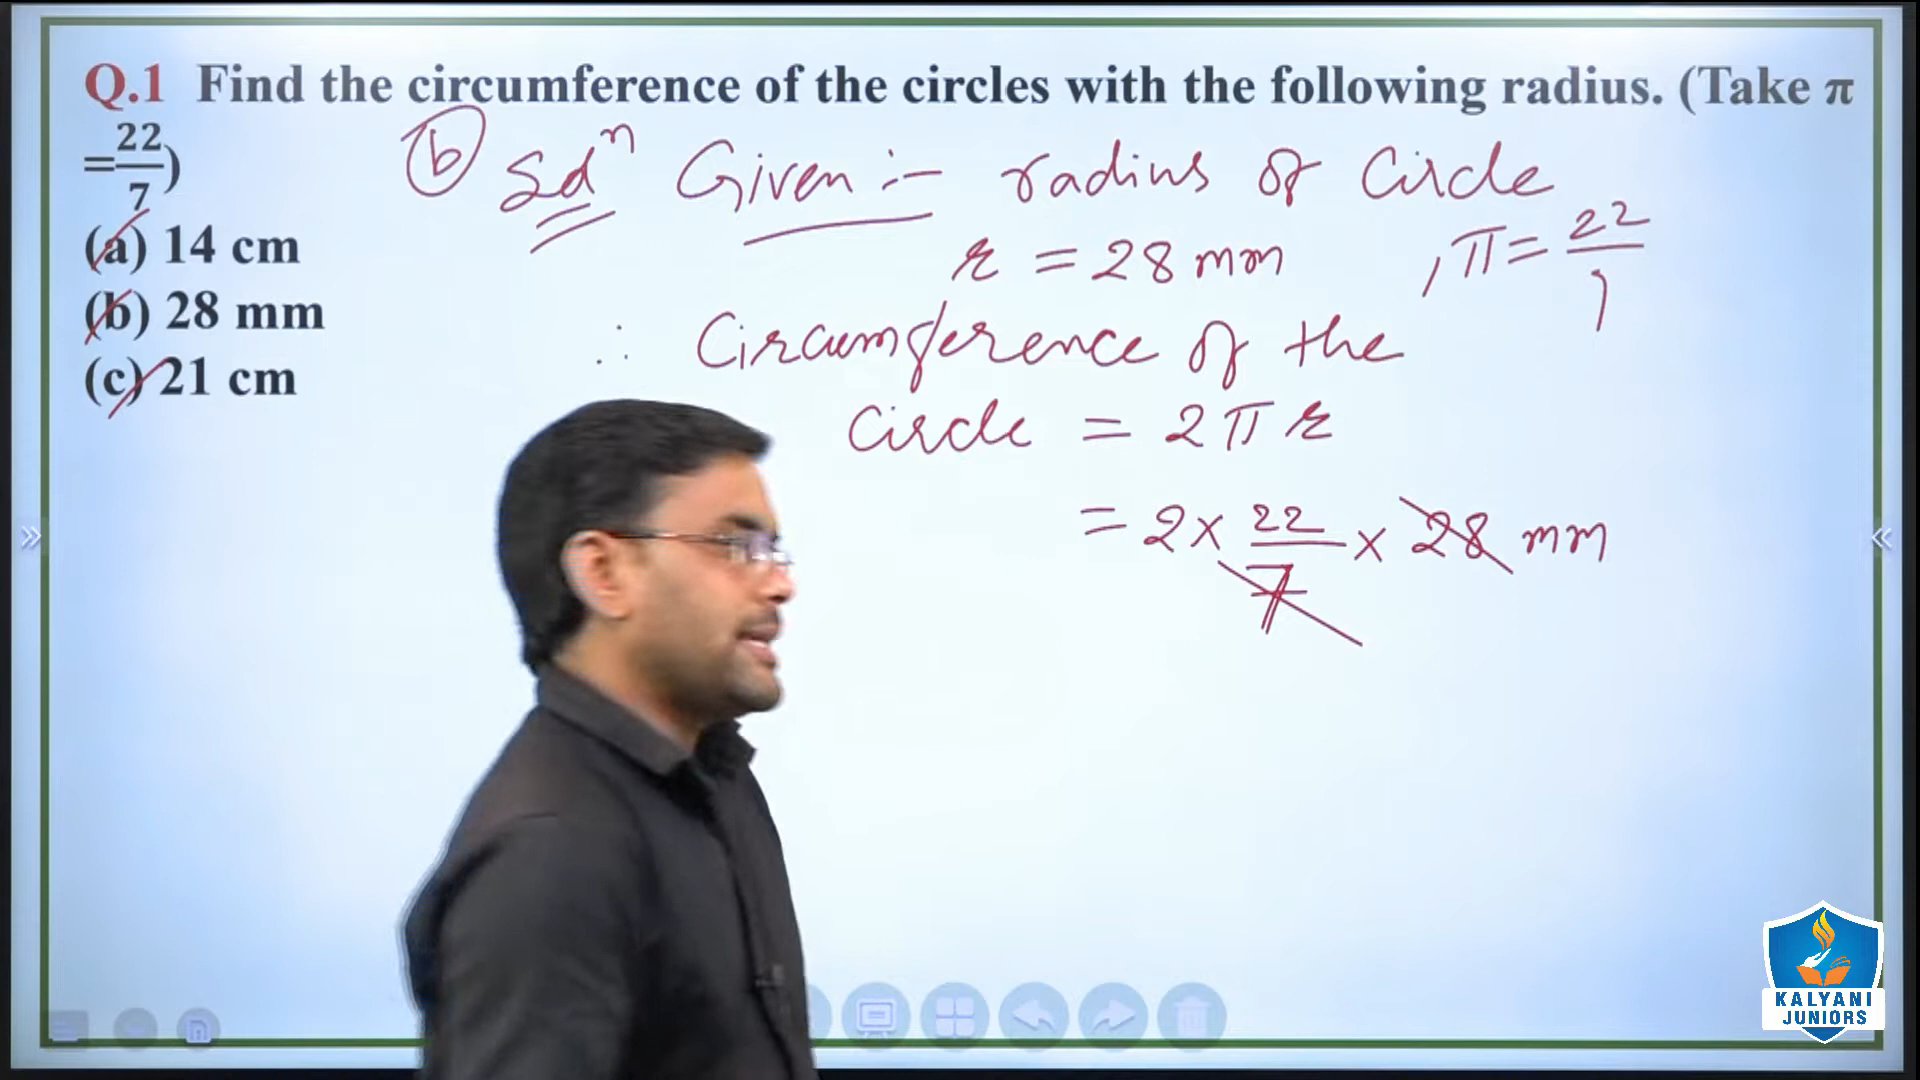 Q.1 Find the circumference of the circles with the following radius. (Take π
=22/7)
(a) 14 cm
(b) 28 mm
(c) 21 cm
(b) Solⁿ Given :- radius of Circle
r = 28 mm , π = 22/7
∴ Circumference of the
Circle = 2πr
= 2 × 22/7 × 28 mm
KALYANI
JUNIORS